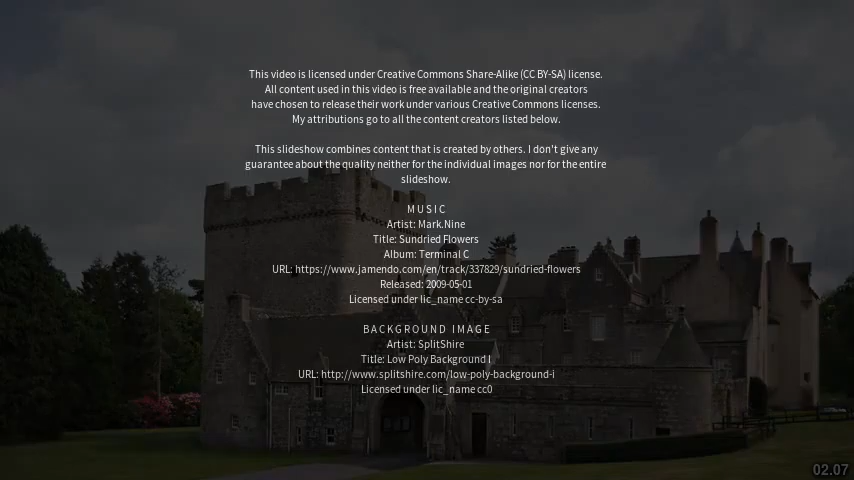 This video is licensed under Creative Commons Share-Alike (CC BY-SA) license.
All content used in this video is free available and the original creators
have chosen to release their work under various Creative Commons licenses.
My attributions go to all the content creators listed below.
This slideshow combines content that is created by others. I don't give any
guarantee about the quality neither for the individual images nor for the entire
slideshow.
MUSIC
Artist: Mark.Nine
Title: Sundried Flowers
Album: Terminal C
URL: https://www.jamendo.com/en/track/337829/sundried-flowers
Released: 2009-05-01
Licensed under lic_name cc-by-sa
BACKGROUND IMAGE
Artist: SplitShire
Title: Low Poly Background I
URL: http://www.splitshire.com/low-poly-background-i
Licensed under lic_name cc0
02.07